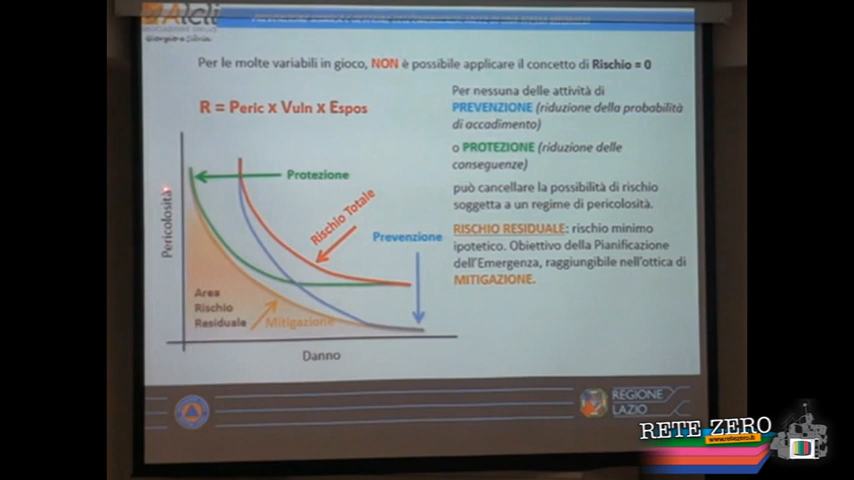 Per le molte variabili in gioco, NON è possibile applicare il concetto di Rischio = 0
R = Peric x Vuln x Espos
Per nessuna delle attività di
PREVENZIONE (riduzione della probabilità
di accadimento)
o PROTEZIONE (riduzione delle
conseguenze)
può cancellare la possibilità di rischio
soggetta a un regime di pericolosità.
RISCHIO RESIDUALE: rischio minimo
ipotetico. Obiettivo della Pianificazione
dell'Emergenza, raggiungibile nell'ottica di
MITIGAZIONE.
Pericolosità
Protezione
Rischio Totale
Prevenzione
Area
Rischio
Residuale
Mitigazione
Danno
REGIONE
LAZIO
RETE ZERO
www.retezero.it